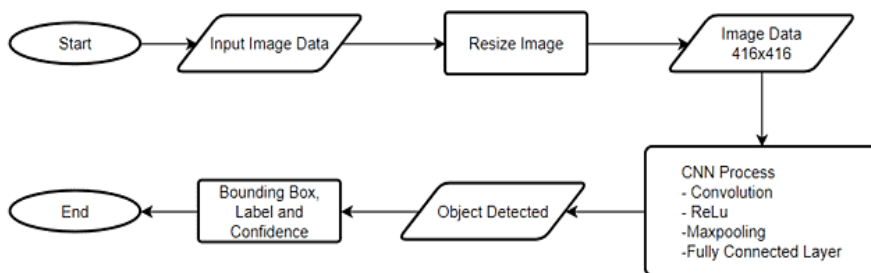 Start
Input Image Data
Resize Image
Image Data
416x416
CNN Process
- Convolution
- ReLu
-Maxpooling
-Fully Connected Layer
Object Detected
Bounding Box,
Label and
Confidence
End